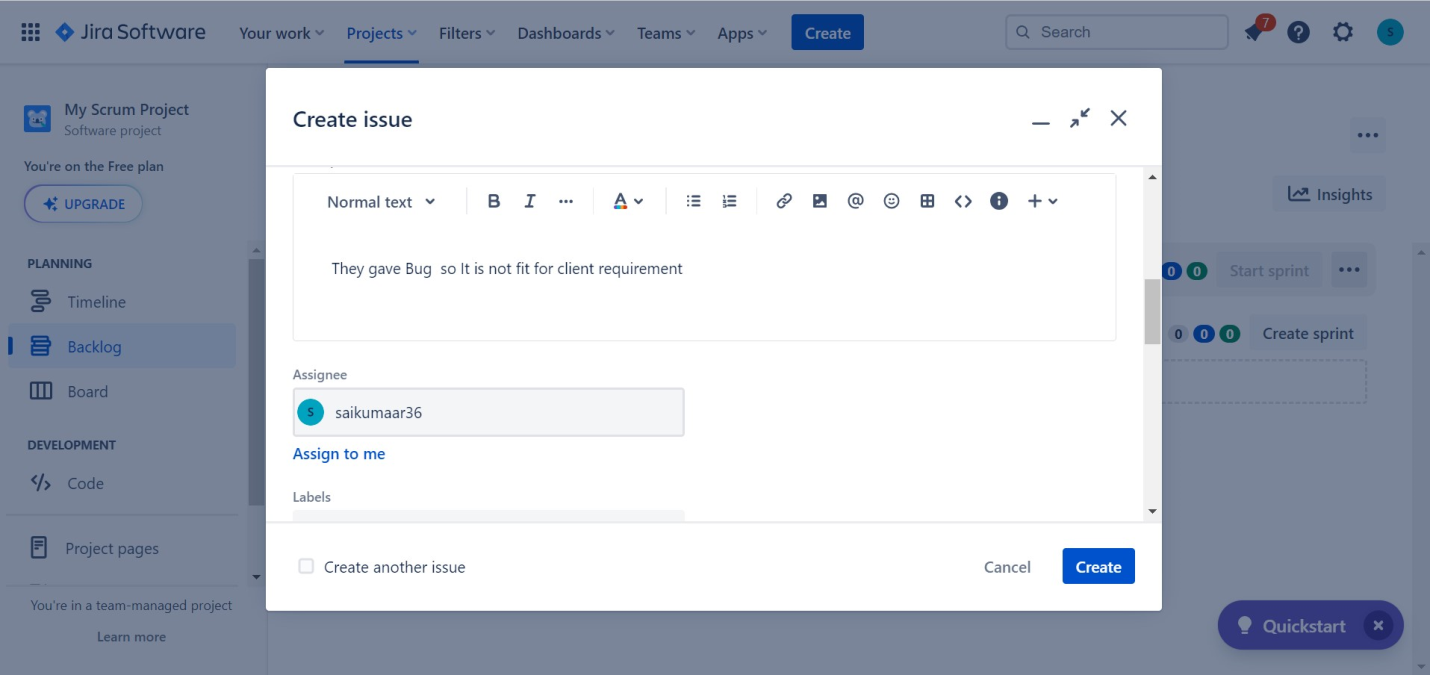 Jira Software Your work Projects Filters Dashboards Teams Apps Create Search 7 ? S
My Scrum Project
Software project
You're on the Free plan
UPGRADE
PLANNING
Timeline
Backlog
Board
DEVELOPMENT
Code
Project pages
You're in a team-managed project
Learn more
Create issue
Normal text B I ... A @ <> i +
They gave Bug  so It is not fit for client requirement
Assignee
S saikumaar36
Assign to me
Labels
Create another issue Cancel Create
Insights
0 0 Start sprint
0 0 0 Create sprint
Quickstart